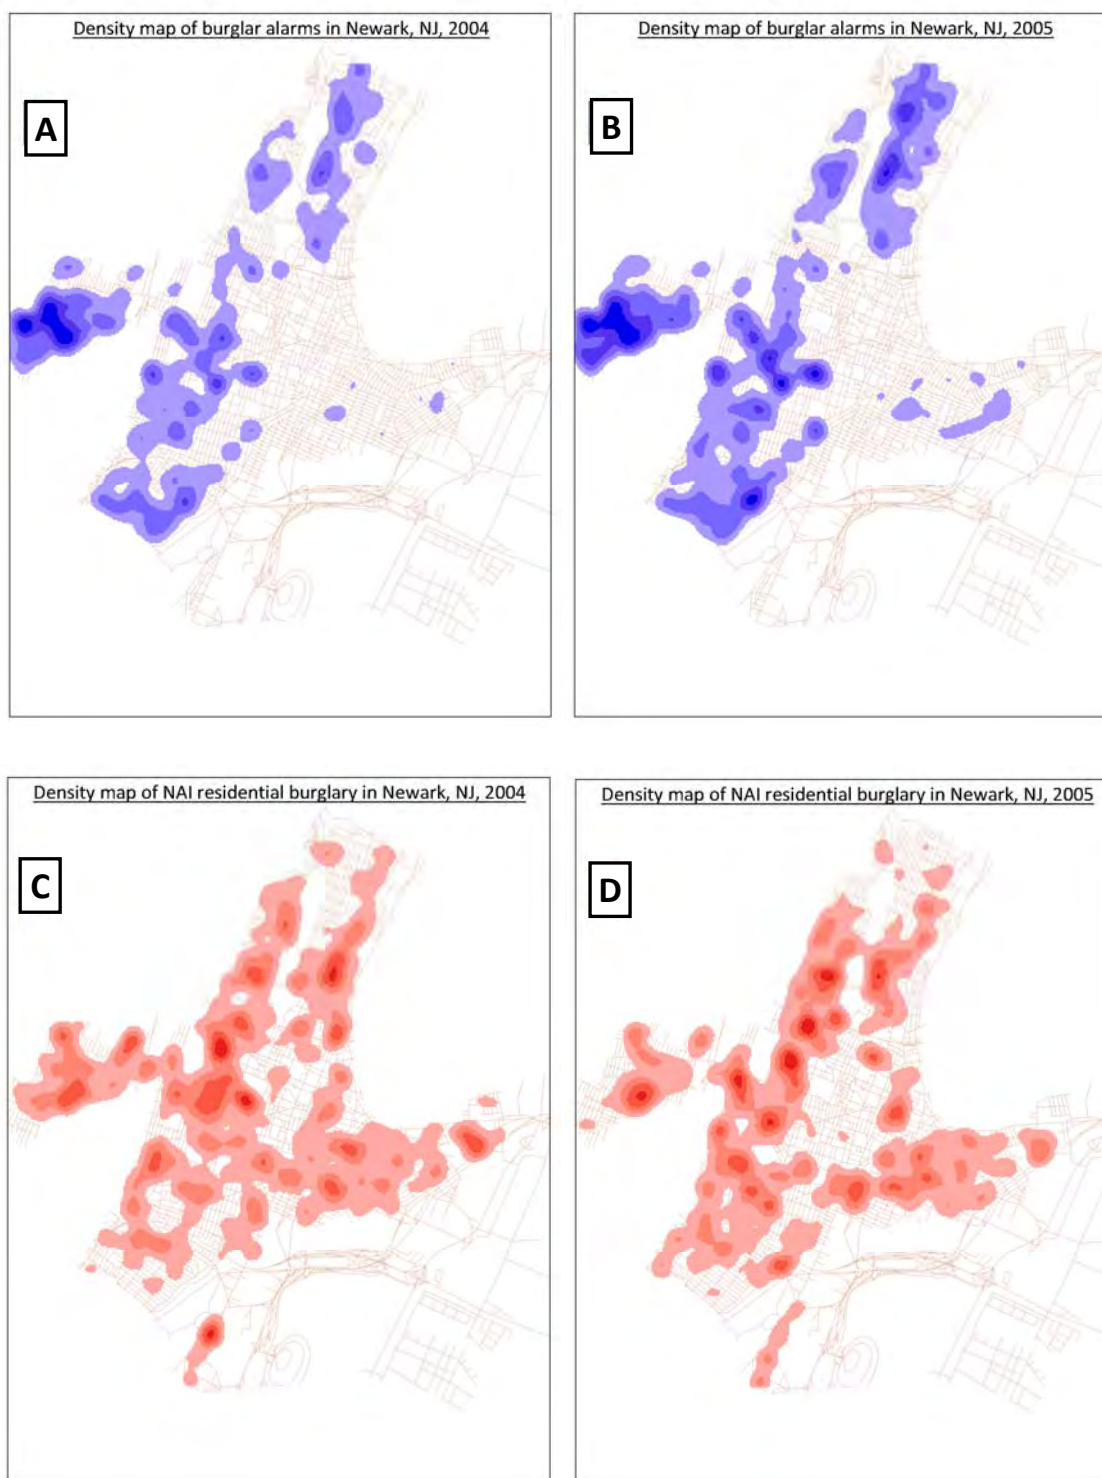 Density map of burglar alarms in Newark, NJ, 2004
Density map of burglar alarms in Newark, NJ, 2005
A
B
Density map of NAI residential burglary in Newark, NJ, 2004
Density map of NAI residential burglary in Newark, NJ, 2005
C
D